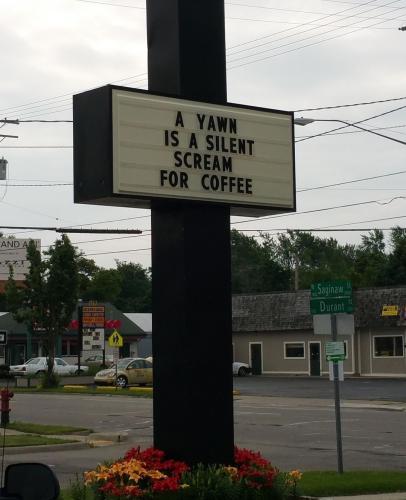 A YAWN
IS A SILENT
SCREAM
FOR COFFEE
Saginaw
Durant